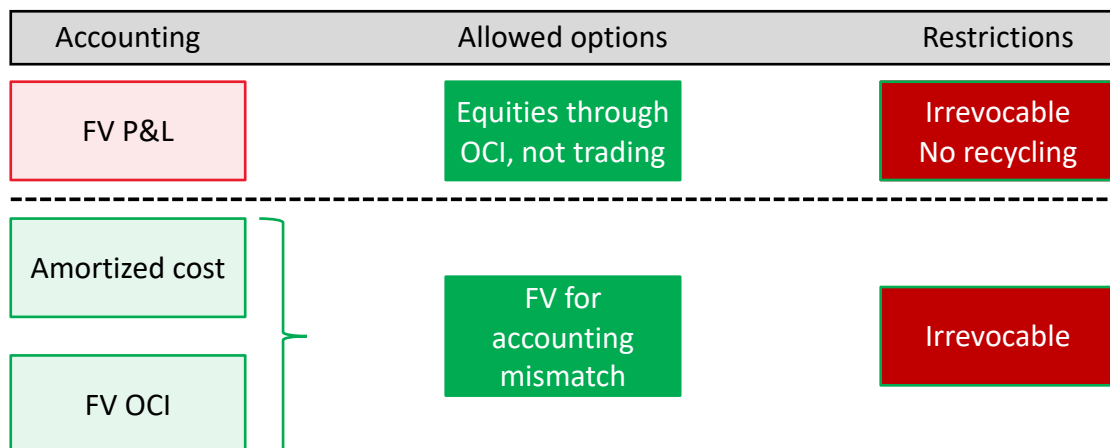 Accounting
Allowed options
Restrictions
FV P&L
Equities through
OCI, not trading
Irrevocable
No recycling
Amortized cost
FV OCI
FV for
accounting
mismatch
Irrevocable